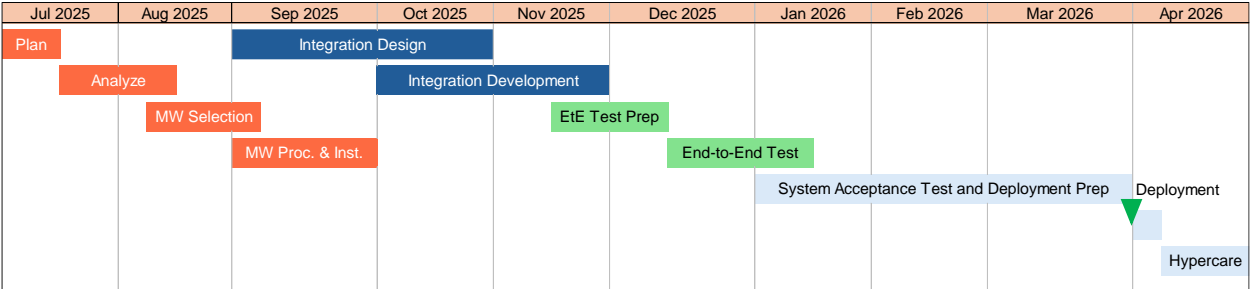 Jul 2025 Aug 2025 Sep 2025 Oct 2025 Nov 2025 Dec 2025 Jan 2026 Feb 2026 Mar 2026 Apr 2026
Plan Integration Design
Analyze Integration Development
MW Selection EtE Test Prep
MW Proc. & Inst. End-to-End Test
System Acceptance Test and Deployment Prep Deployment
Hypercare